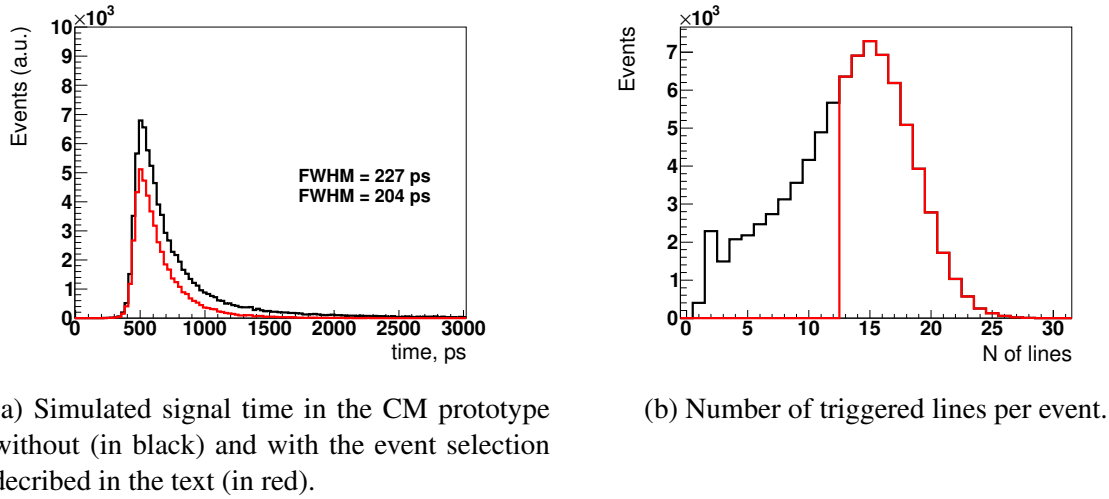 ×10³
10
9
8
7
6
5
4
3
2
1
0
Events (a.u.)
FWHM = 227 ps
FWHM = 204 ps
0 500 1000 1500 2000 2500 3000
time, ps
×10³
7
6
5
4
3
2
1
0
Events
0 5 10 15 20 25 30
N of lines
a) Simulated signal time in the CM prototype
without (in black) and with the event selection
decribed in the text (in red).
(b) Number of triggered lines per event.